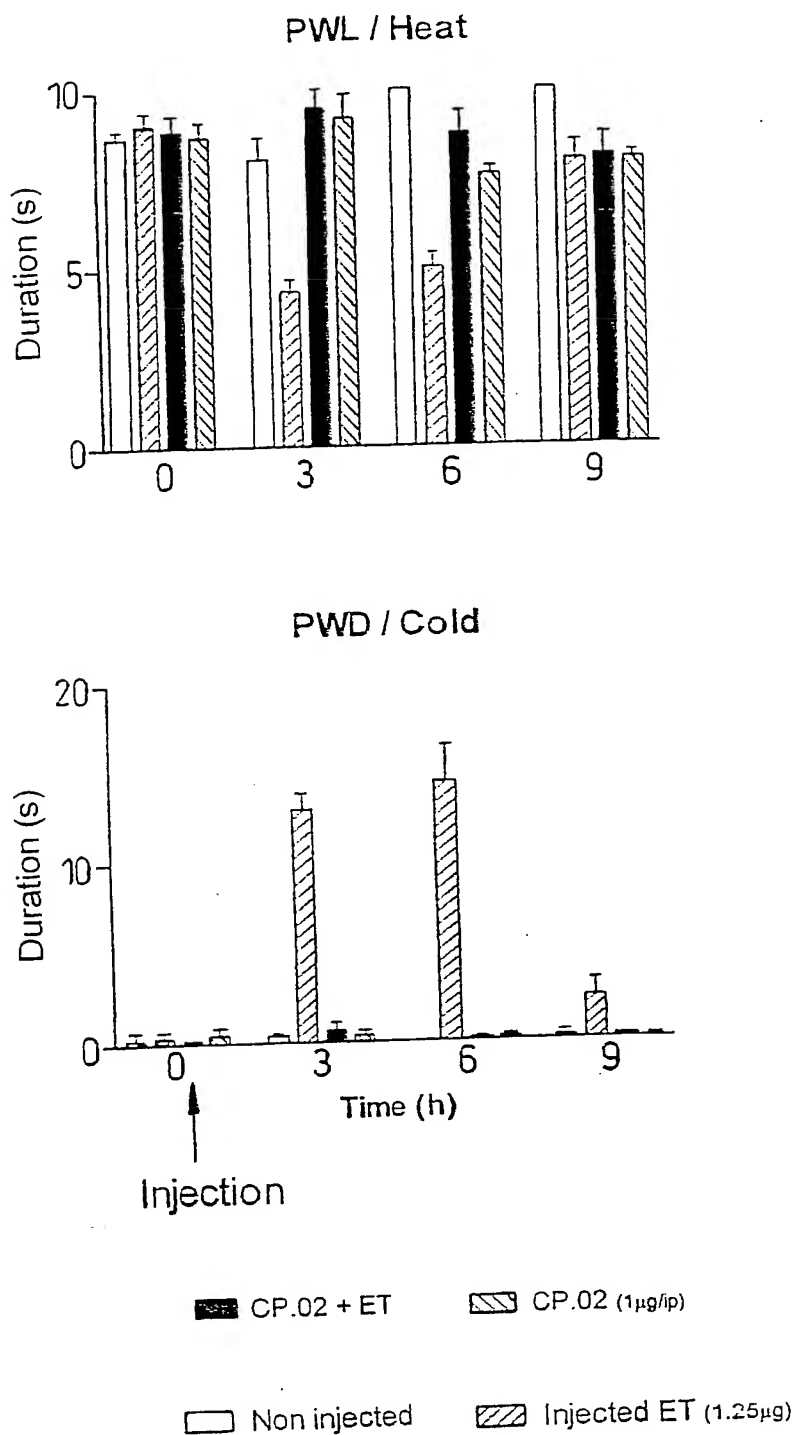 PWL / Heat
10
5
0
Duration (s)
0 3 6 9
PWD / Cold
20
10
0
Duration (s)
0 3 6 9
Time (h)
Injection
CP.02 + ET CP.02 (1µg/ip)
Non injected Injected ET (1.25µg)